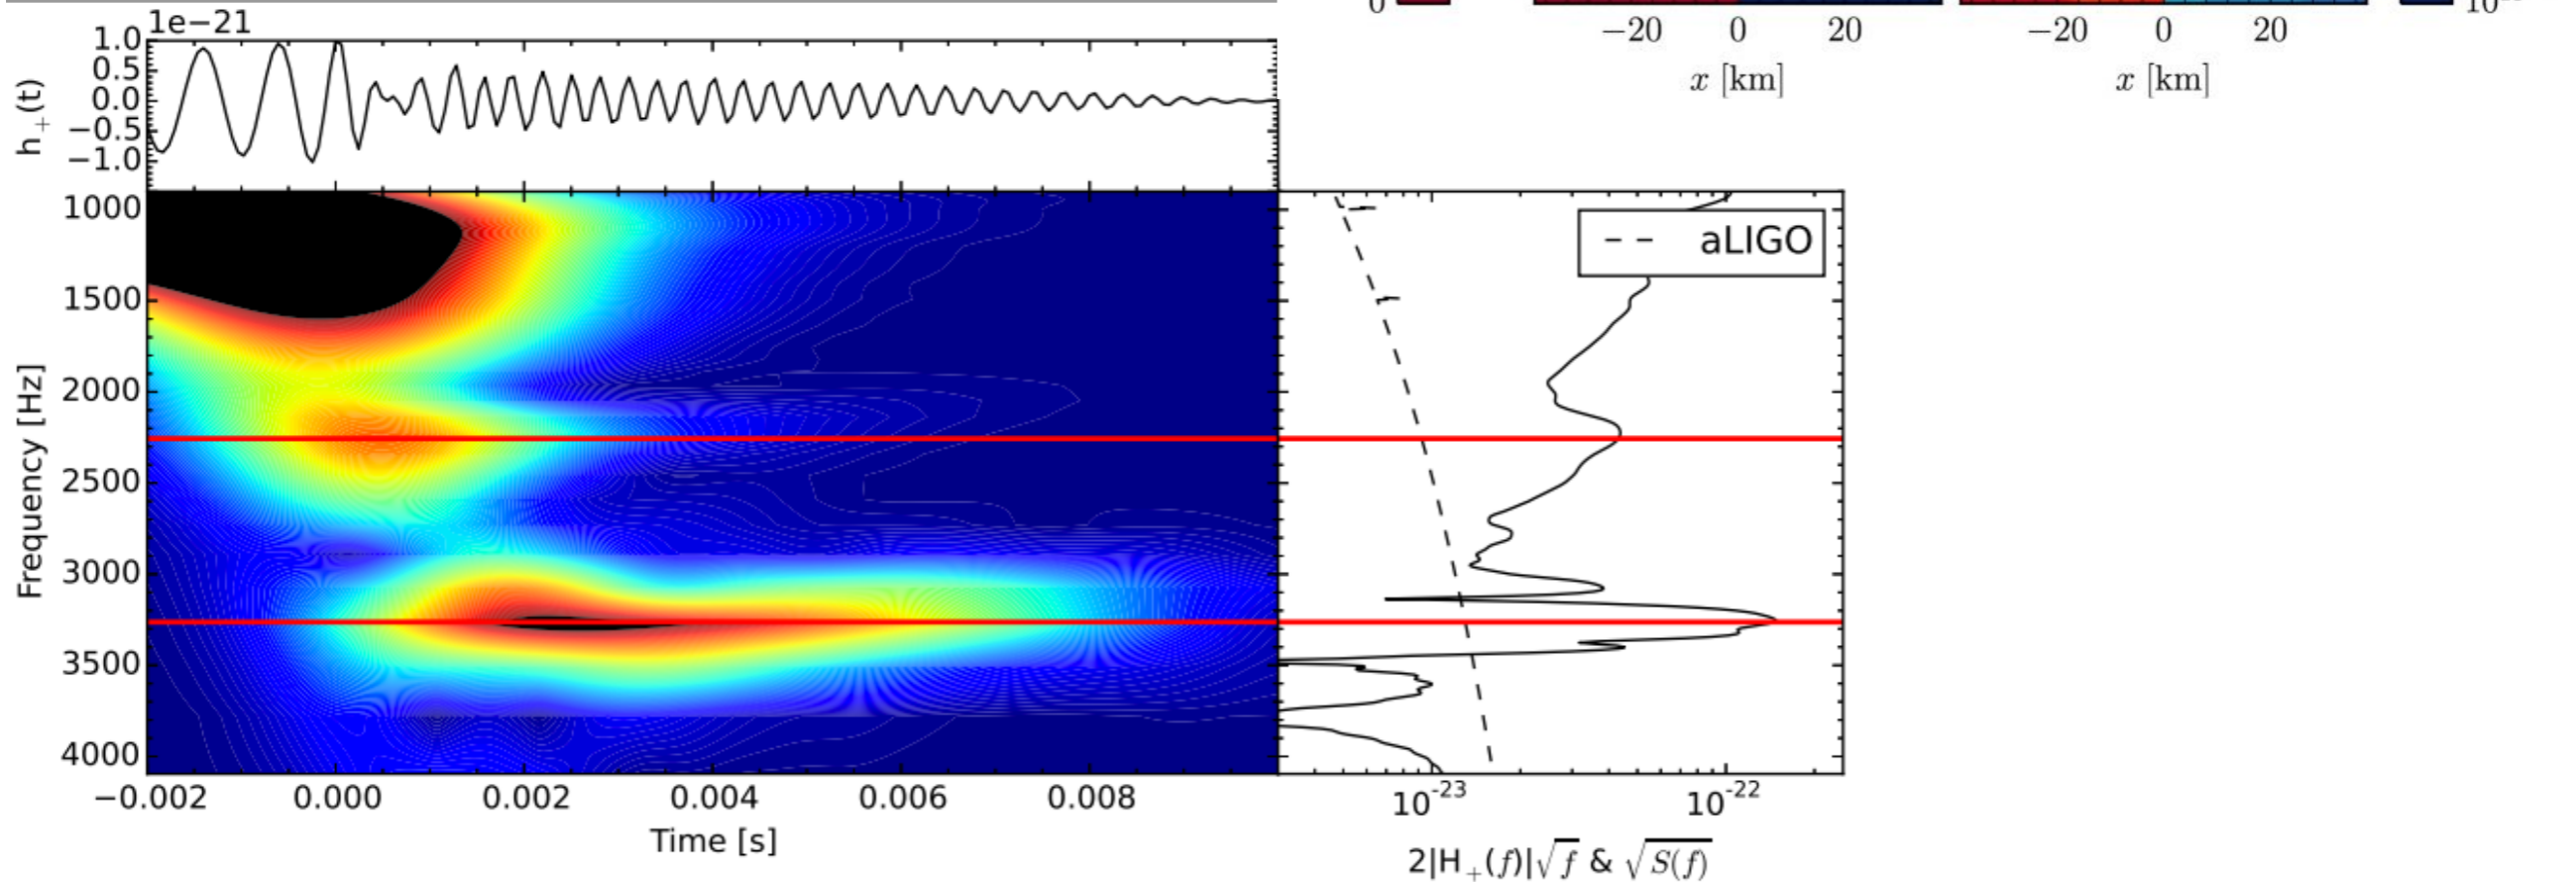 1e−21
1.0
0.5
0.0
−0.5
−1.0
h₊(t)
0
−20 0 20
−20 0 20
x [km]
x [km]
1000
1500
2000
2500
3000
3500
4000
Frequency [Hz]
−0.002 0.000 0.002 0.004 0.006 0.008
Time [s]
aLIGO
10⁻²³ 10⁻²²
2|H₊(f)|√f & √S(f)